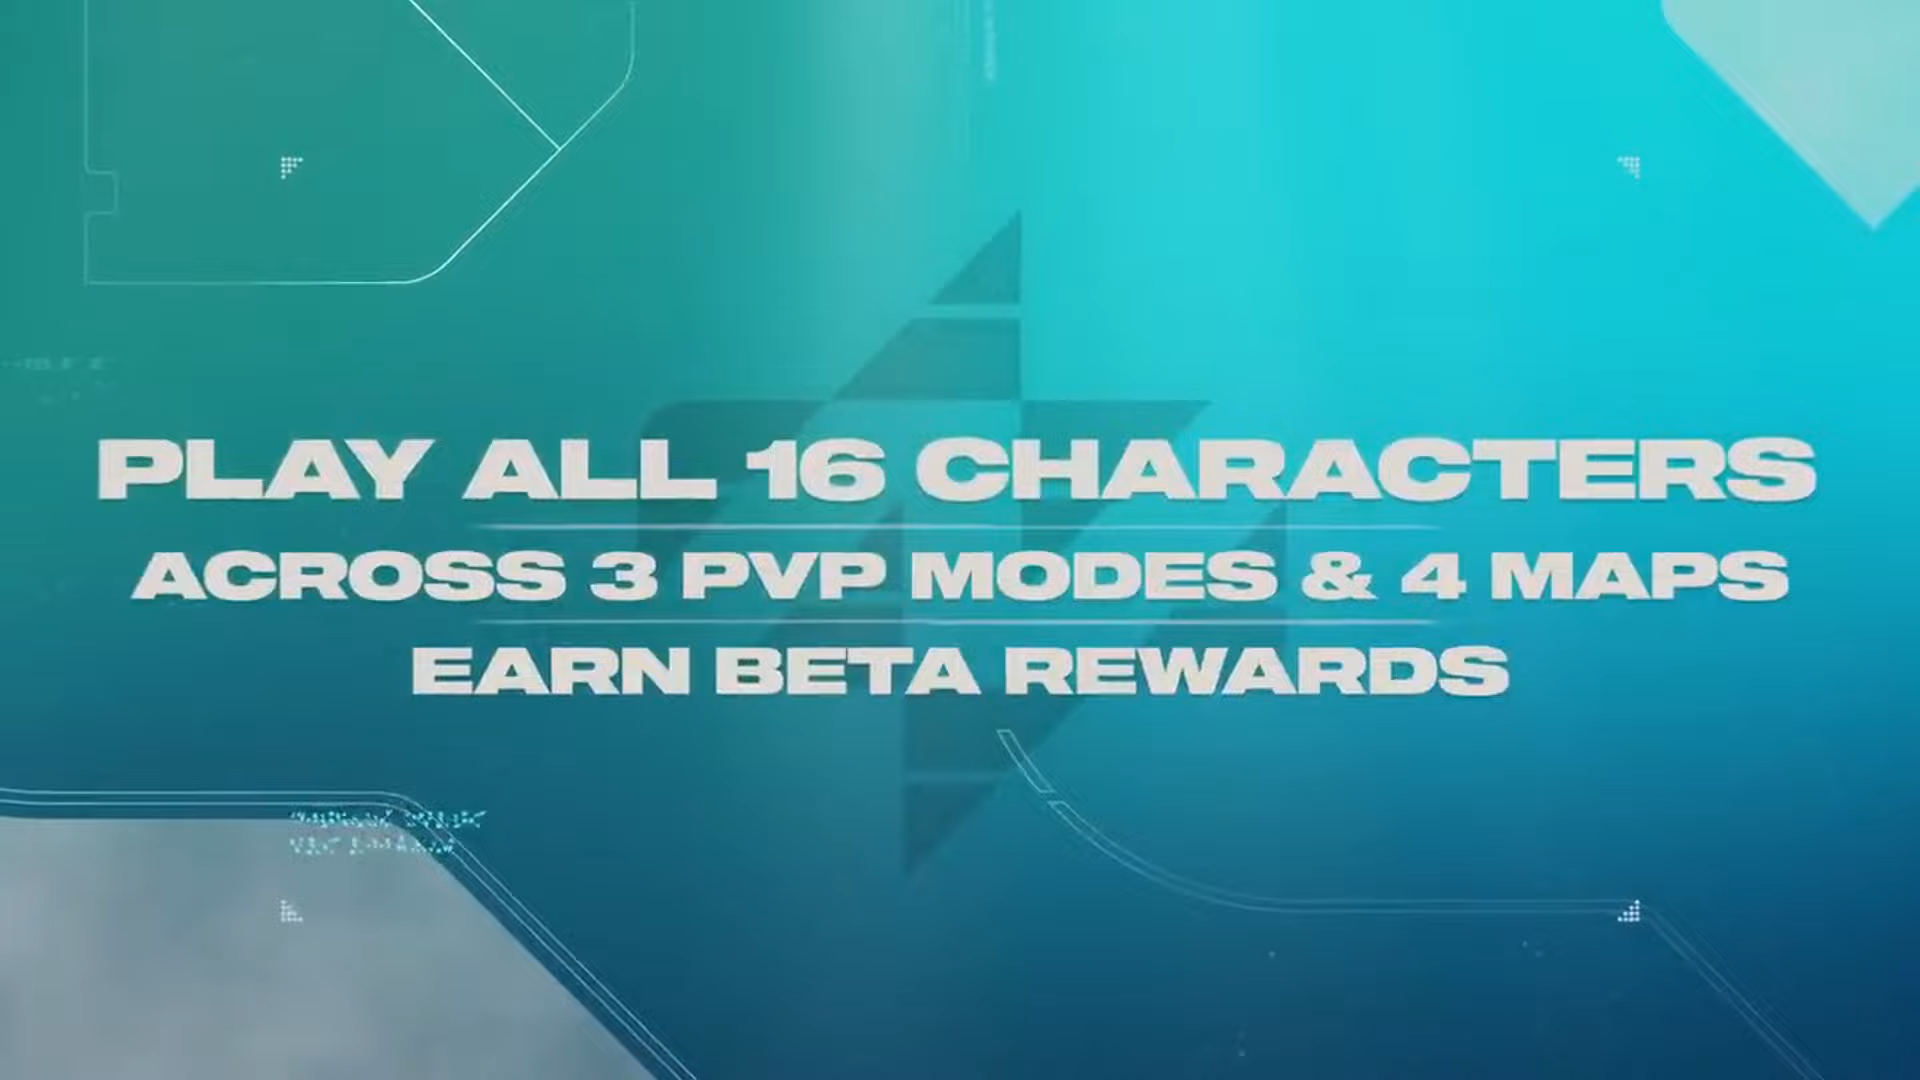 PLAY ALL 16 CHARACTERS
ACROSS 3 PVP MODES & 4 MAPS
EARN BETA REWARDS